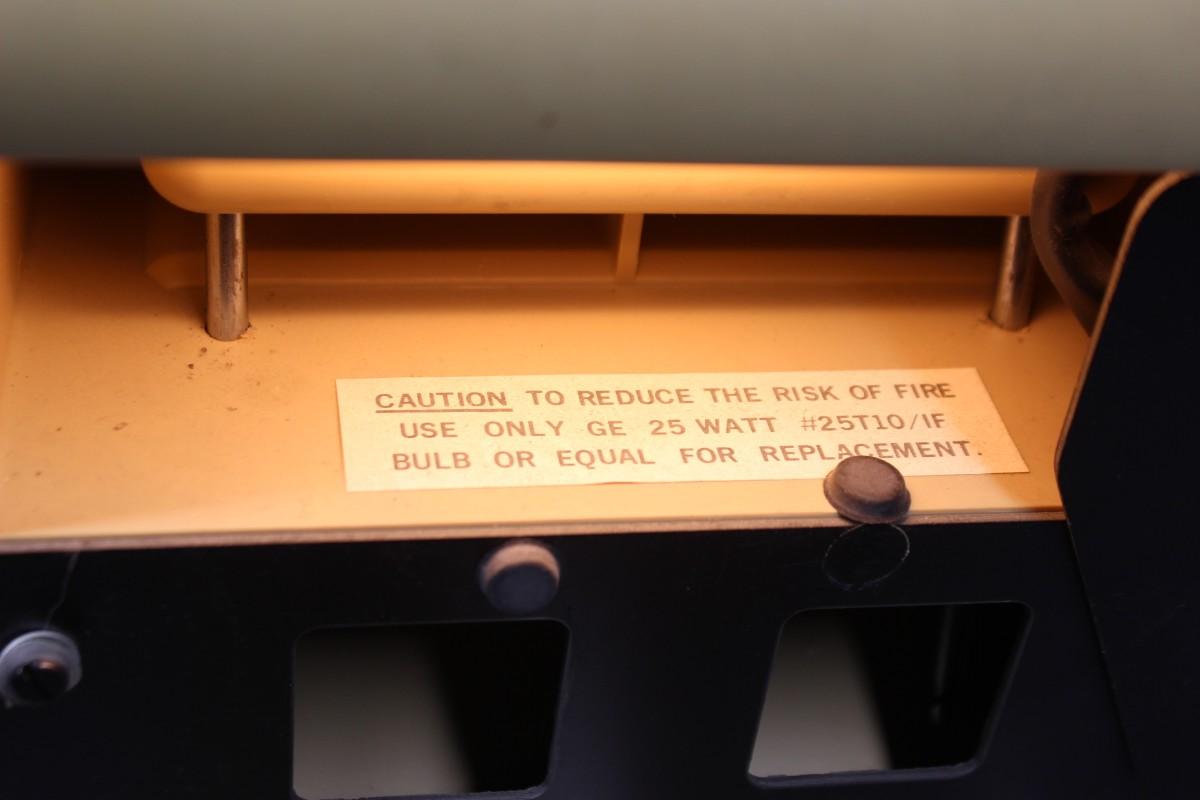 CAUTION TO REDUCE THE RISK OF FIRE
USE ONLY GE 25 WATT #25T10/IF
BULB OR EQUAL FOR REPLACEMENT.